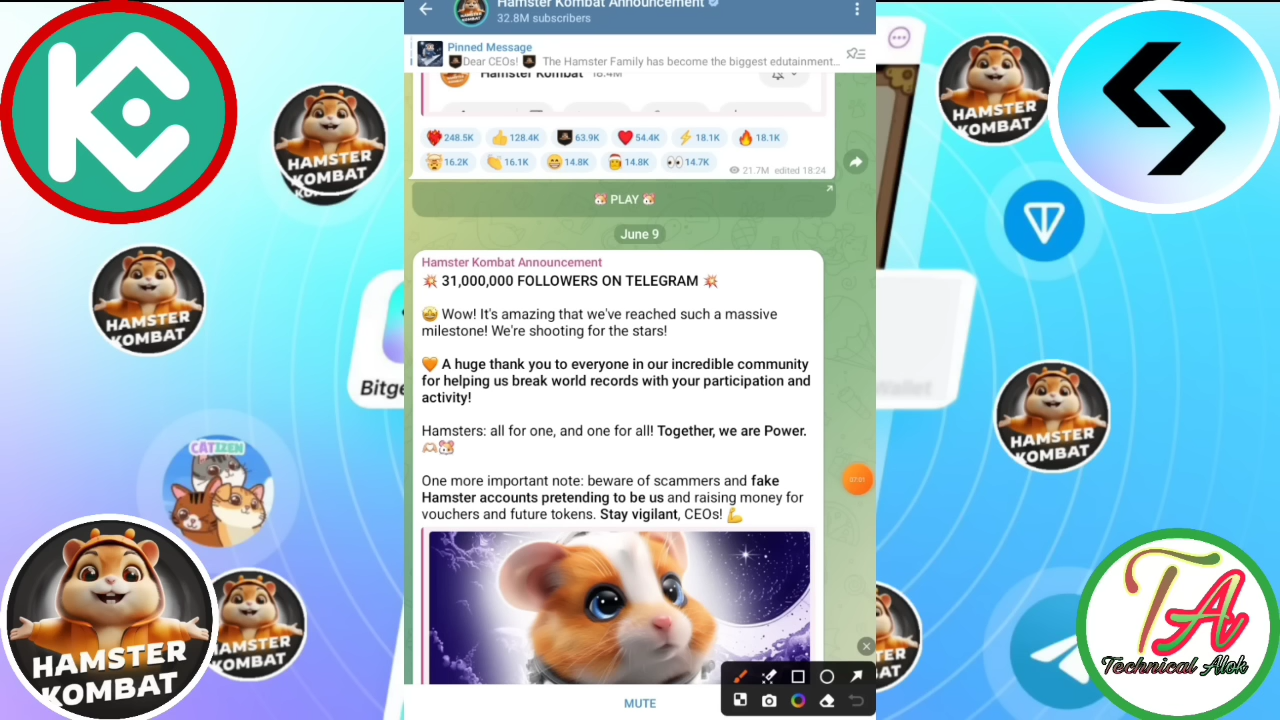 Hamster Kombat Announcement
32.8M subscribers
Pinned Message
Dear CEOs! The Hamster Family has become the biggest edutainment...
Hamster Kombat 18.4M
248.5K 128.4K 63.9K 54.4K 18.1K 18.1K
16.2K 16.1K 14.8K 14.8K 14.7K
21.7M edited 18:24
🐹 PLAY 🐹
June 9
Hamster Kombat Announcement
💥 31,000,000 FOLLOWERS ON TELEGRAM 💥
🤩 Wow! It's amazing that we've reached such a massive
milestone! We're shooting for the stars!
🧡 A huge thank you to everyone in our incredible community
for helping us break world records with your participation and
activity!
Hamsters: all for one, and one for all! Together, we are Power.
🫶🐹
One more important note: beware of scammers and fake
Hamster accounts pretending to be us and raising money for
vouchers and future tokens. Stay vigilant, CEOs! 💪
MUTE
HAMSTER
KOMBAT
HAMSTER
KOMBAT
CATIZEN
HAMSTER
KOMBAT
HAMSTER
KOMBAT
Bitge
HAMSTER
KOMBAT
Wallet
HAMSTER
KOMBAT
TA
Technical Alok